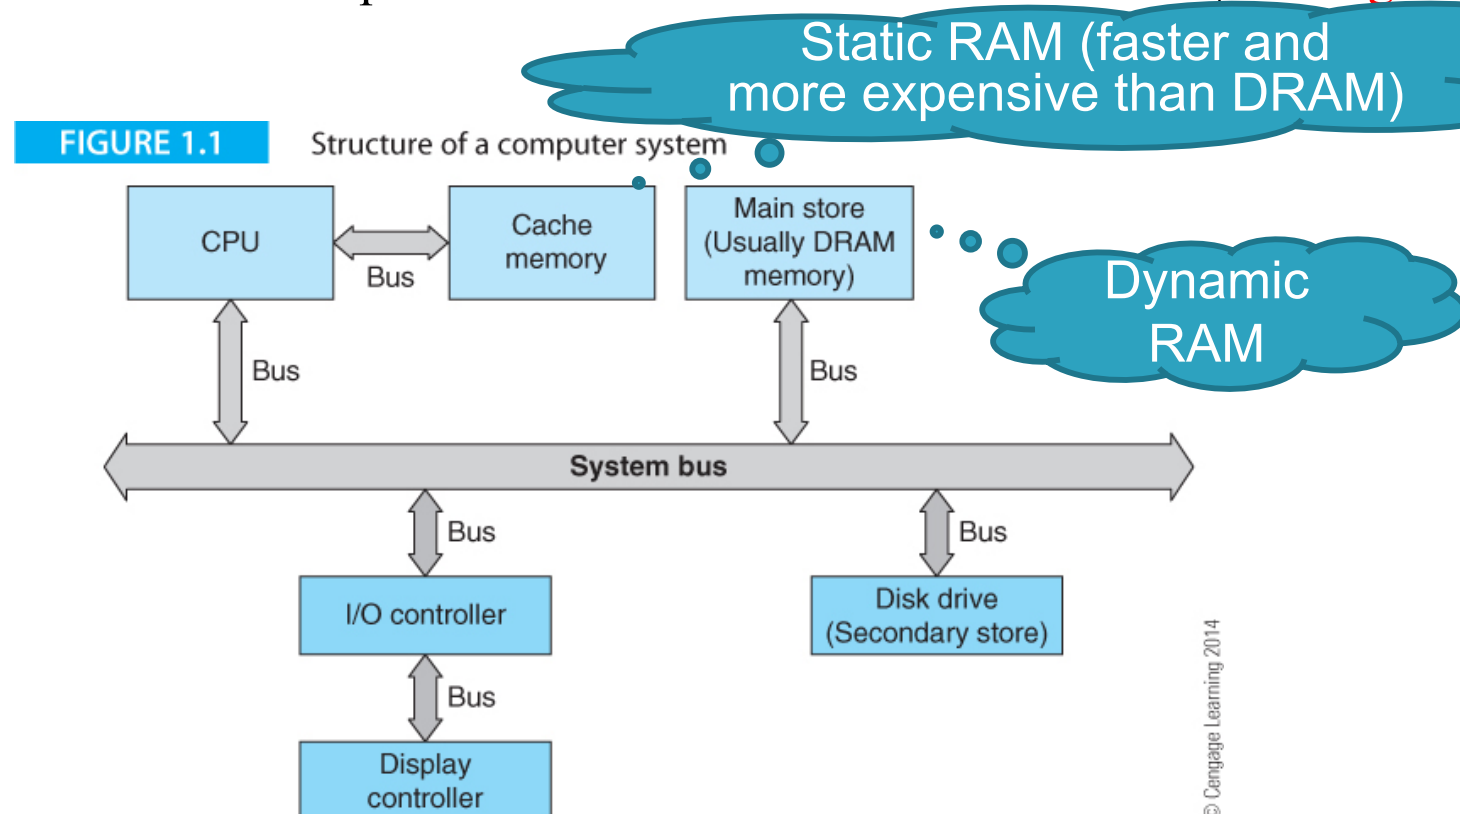 Static RAM (faster and
more expensive than DRAM)
FIGURE 1.1
Structure of a computer system
CPU
Bus
Cache
memory
Main store
(Usually DRAM
memory)
Dynamic
RAM
Bus
Bus
System bus
Bus
Bus
I/O controller
Disk drive
(Secondary store)
Bus
Display
controller
© Cengage Learning 2014